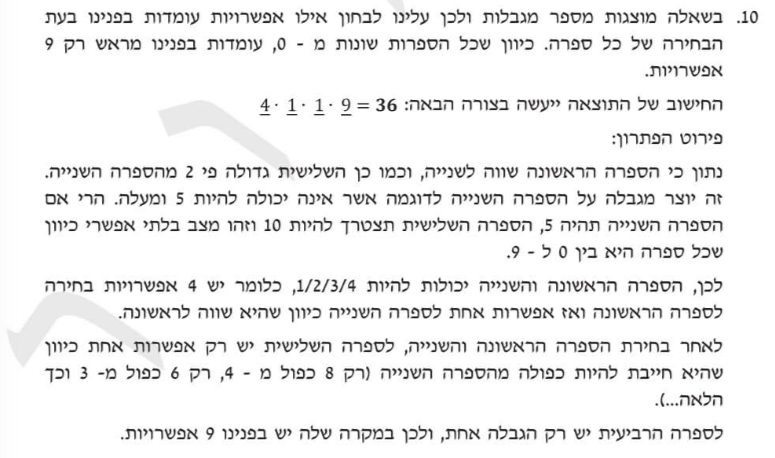 10. בשאלה מוצגות מספר מגבלות ולכן עלינו לבחון אילו אפשרויות עומדות בפנינו בעת
הבחירה של כל ספרה. כיוון שכל הספרות שונות מ - 0, עומדות בפנינו מראש רק 9
אפשרויות.
החישוב של התוצאה ייעשה בצורה הבאה: 4 · 1 · 1 · 9 = 36
פירוט הפתרון:
נתון כי הספרה הראשונה שווה לשנייה, וכמו כן השלישית גדולה פי 2 מהספרה השנייה.
זה יוצר מגבלה על הספרה השנייה לדוגמה אשר אינה יכולה להיות 5 ומעלה. הרי אם
הספרה השנייה תהיה 5, הספרה השלישית תצטרך להיות 10 וזהו מצב בלתי אפשרי כיוון
שכל ספרה היא בין 0 ל - 9.
לכן, הספרה הראשונה והשנייה יכולות להיות 1/2/3/4, כלומר יש 4 אפשרויות בחירה
לספרה הראשונה ואז אפשרות אחת לספרה השנייה כיוון שהיא שווה לראשונה.
לאחר בחירת הספרה הראשונה והשנייה, לספרה השלישית יש רק אפשרות אחת כיוון
שהיא חייבת להיות כפולה מהספרה השנייה (רק 8 כפול מ - 4, רק 6 כפול מ- 3 וכך
הלאה...).
לספרה הרביעית יש רק הגבלה אחת, ולכן במקרה שלה יש בפנינו 9 אפשרויות.